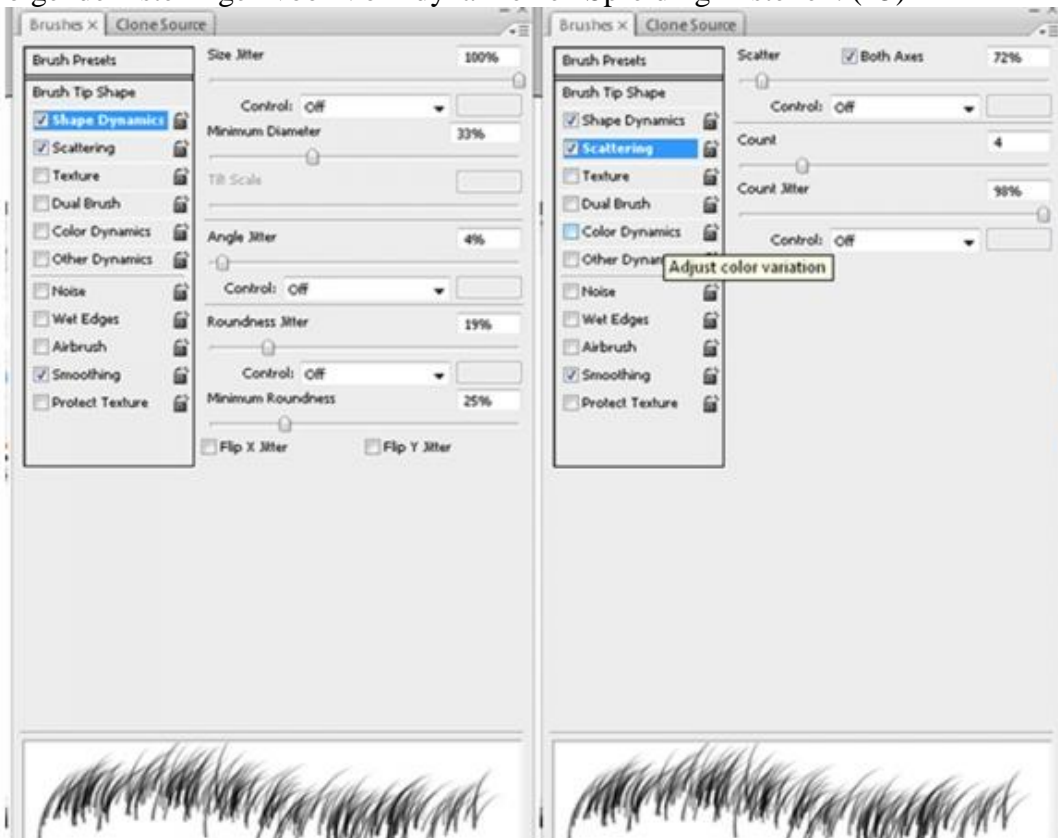 Brushes × Clone Source
Brush Presets
Brush Tip Shape
Shape Dynamics
Scattering
Texture
Dual Brush
Color Dynamics
Other Dynamics
Noise
Wet Edges
Airbrush
Smoothing
Protect Texture
Size Jitter 100%
Control: Off
Minimum Diameter 33%
Tilt Scale
Angle Jitter 4%
Control: Off
Roundness Jitter 19%
Control: Off
Minimum Roundness 25%
Flip X Jitter Flip Y Jitter
Brushes × Clone Source
Brush Presets
Brush Tip Shape
Shape Dynamics
Scattering
Texture
Dual Brush
Color Dynamics
Other Dynam
Noise
Wet Edges
Airbrush
Smoothing
Protect Texture
Scatter Both Axes 72%
Control: Off
Count 4
Count Jitter 98%
Control: Off
Adjust color variation